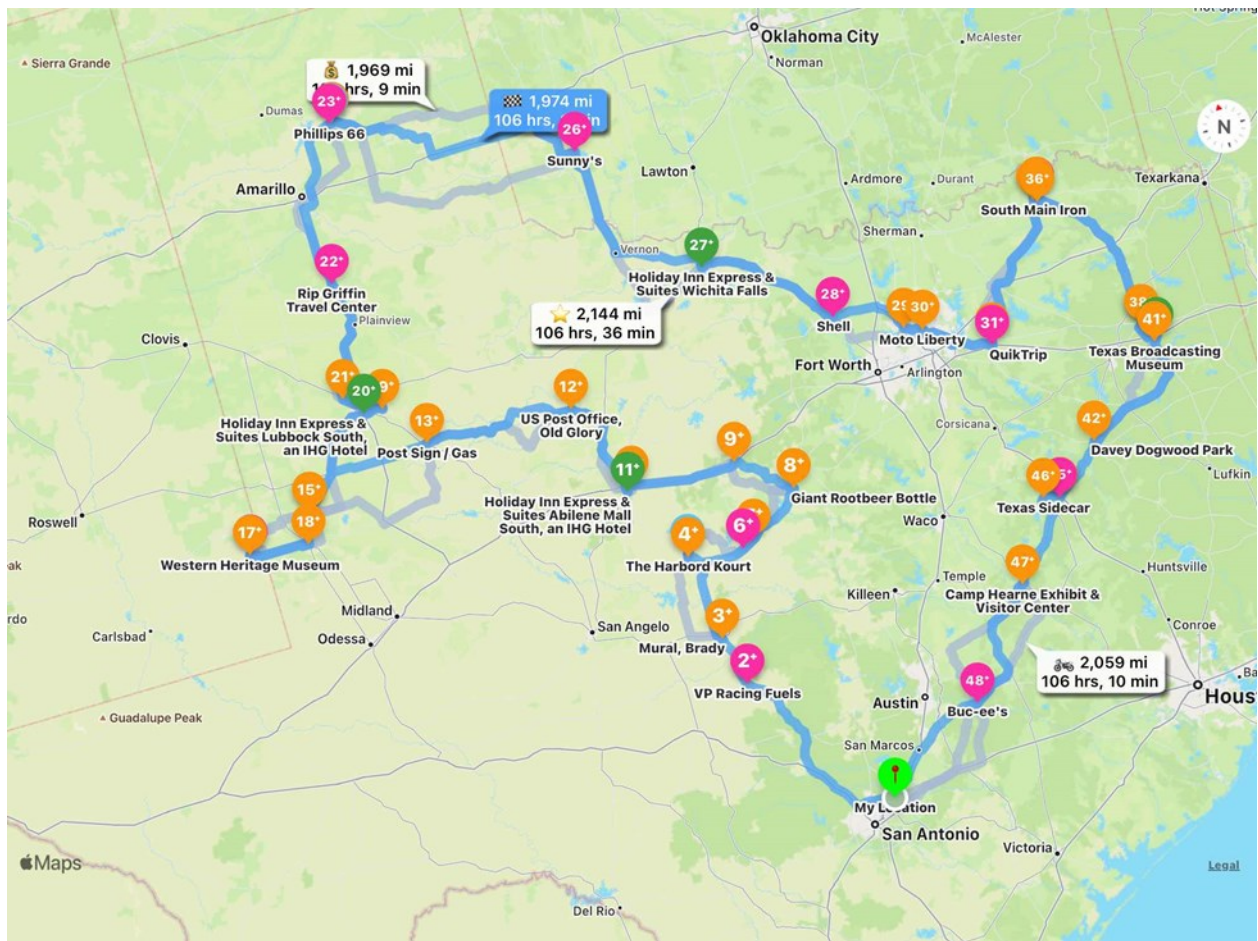 Hot Spring
Oklahoma City
McAlester
Sierra Grande
Norman
💰 1,969 mi
hrs, 9 min
Dumas
23+
Phillips 66
🏁 1,974 mi
106 hrs,
26+
Sunny's
N
Lawton
Ardmore
Durant
Texarkana
36+
South Main Iron
Amarillo
Sherman
22+
Rip Griffin
Travel Center
Vernon
27+
Holiday Inn Express &
Suites Wichita Falls
⭐ 2,144 mi
106 hrs, 36 min
28+
Shell
29
30+
Moto Liberty
31+
QuikTrip
38
41+
Texas Broadcasting
Museum
Plainview
Clovis
Fort Worth
Arlington
21+
20+
9+
Holiday Inn Express &
Suites Lubbock South,
an IHG Hotel
12+
US Post Office,
Old Glory
13+
Post Sign / Gas
Corsicana
42+
Davey Dogwood Park
9+
8+
Giant Rootbeer Bottle
11+
Holiday Inn Express &
Suites Abilene Mall
South, an IHG Hotel
46+
5+
Texas Sidecar
Lufkin
15+
18+
17+
Western Heritage Museum
Roswell
Waco
4+
6+
The Harbord Kourt
47+
Camp Hearne Exhibit &
Visitor Center
Temple
Killeen
Huntsville
Midland
Odessa
San Angelo
Carlsbad
3+
Mural, Brady
Conroe
2+
VP Racing Fuels
🏍 2,059 mi
106 hrs, 10 min
48+
Buc-ee's
Austin
Hous
Guadalupe Peak
San Marcos
My Location
San Antonio
Victoria
Maps
Legal
Del Rio